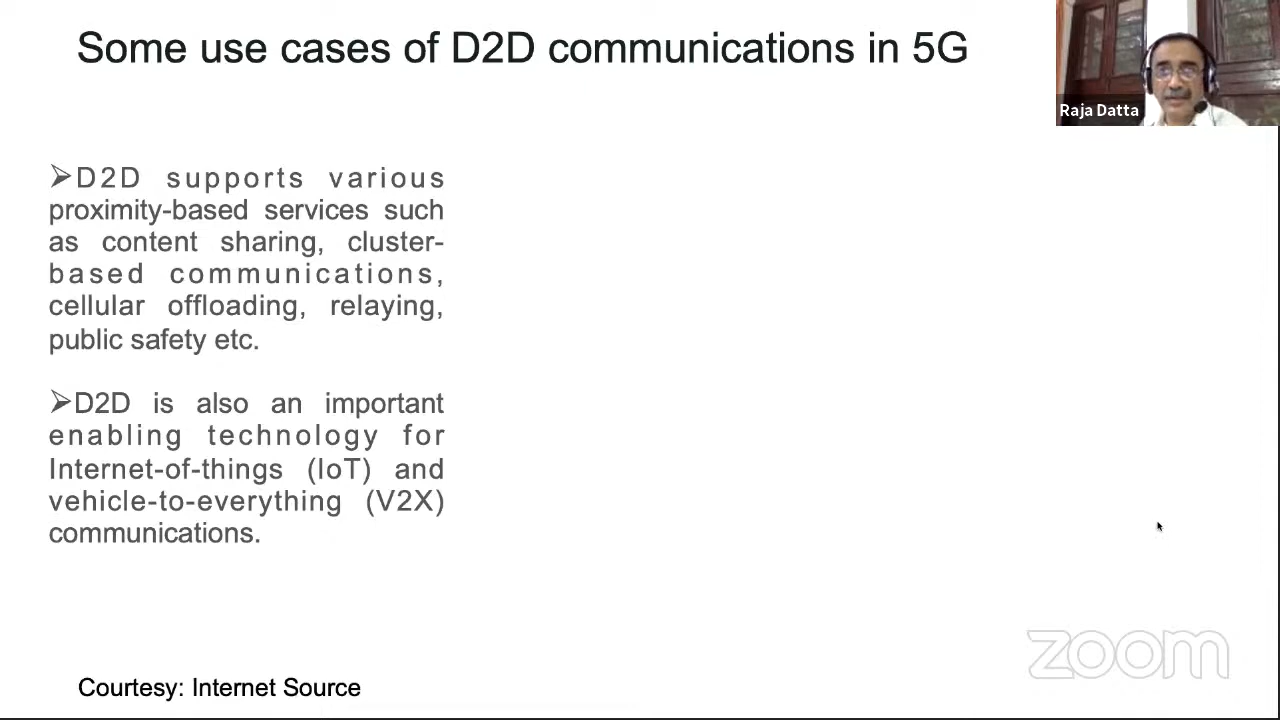 Some use cases of D2D communications in 5G
Raja Datta
➢D2D supports various
proximity-based services such
as content sharing, cluster-
based communications,
cellular offloading, relaying,
public safety etc.
➢D2D is also an important
enabling technology for
Internet-of-things (IoT) and
vehicle-to-everything (V2X)
communications.
zoom
Courtesy: Internet Source